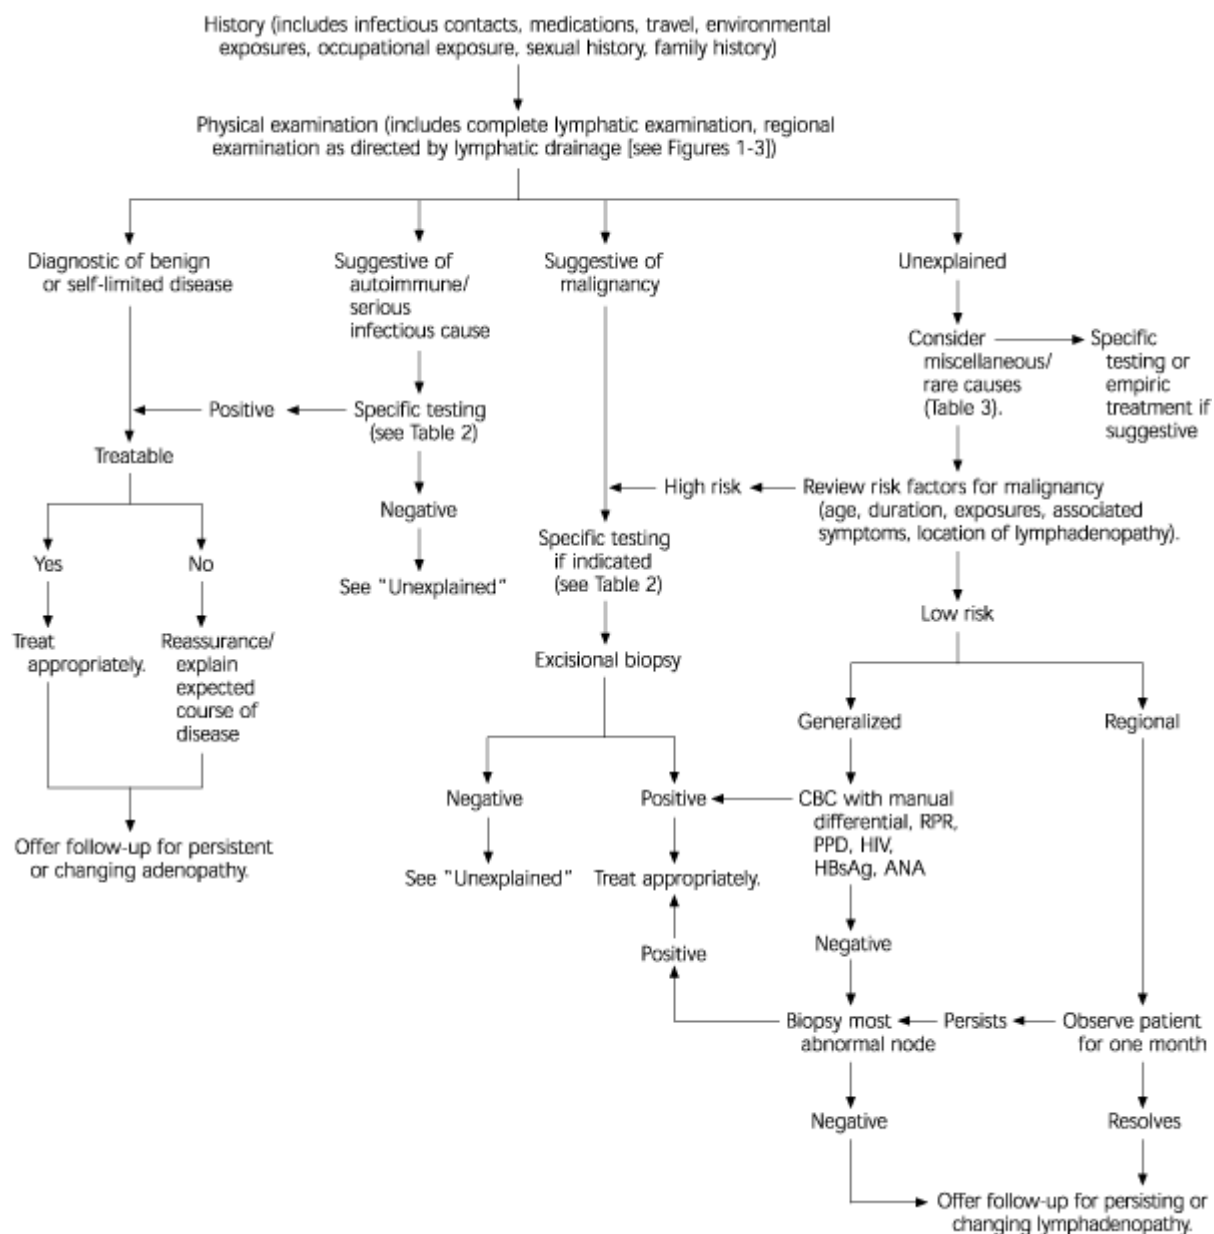 History (includes infectious contacts, medications, travel, environmental
exposures, occupational exposure, sexual history, family history)
Physical examination (includes complete lymphatic examination, regional
examination as directed by lymphatic drainage [see Figures 1-3])
Diagnostic of benign
or self-limited disease
Suggestive of
autoimmune/
serious
infectious cause
Suggestive of
malignancy
Unexplained
Consider
miscellaneous/
rare causes
(Table 3).
Specific
testing or
empiric
treatment if
suggestive
Positive
Specific testing
(see Table 2)
Treatable
High risk
Review risk factors for malignancy
(age, duration, exposures, associated
symptoms, location of lymphadenopathy).
Negative
Specific testing
if indicated
(see Table 2)
Yes
No
See "Unexplained"
Low risk
Treat
appropriately.
Reassurance/
explain
expected
course of
disease
Excisional biopsy
Generalized
Regional
Negative
Positive
CBC with manual
differential, RPR,
PPD, HIV,
HBsAg, ANA
Offer follow-up for persistent
or changing adenopathy.
See "Unexplained"
Treat appropriately.
Negative
Positive
Biopsy most
abnormal node
Persists
Observe patient
for one month
Negative
Resolves
Offer follow-up for persisting or
changing lymphadenopathy.